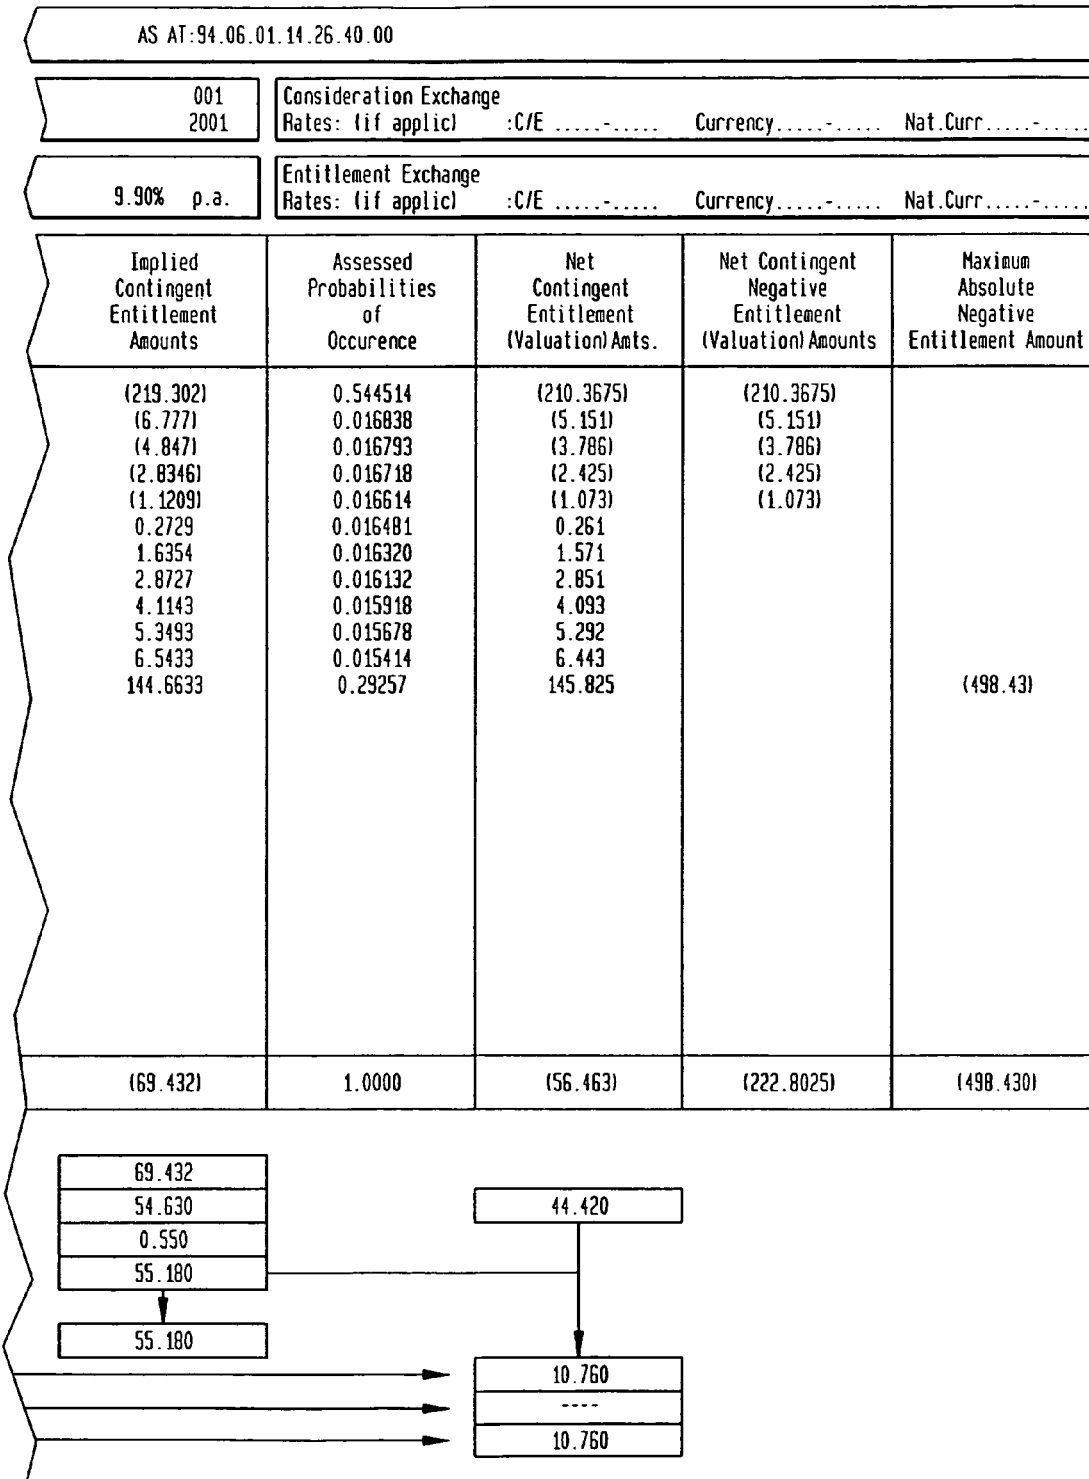 AS AT:94.06.01.14.26.40.00
001
2001
Consideration Exchange
Rates: (if applic) :C/E .....-..... Currency.....-..... Nat.Curr.....-.....
9.90% p.a.
Entitlement Exchange
Rates: (if applic) :C/E .....-..... Currency.....-..... Nat.Curr.....-.....
Implied Contingent Entitlement Amounts
Assessed Probabilities of Occurence
Net Contingent Entitlement (Valuation) Amts.
Net Contingent Negative Entitlement (Valuation) Amounts
Maximum Absolute Negative Entitlement Amount
(219.302) 0.544514 (210.3675) (210.3675)
(6.777) 0.016838 (5.151) (5.151)
(4.847) 0.016793 (3.786) (3.786)
(2.8346) 0.016718 (2.425) (2.425)
(1.1209) 0.016614 (1.073) (1.073)
0.2729 0.016481 0.261
1.6354 0.016320 1.571
2.8727 0.016132 2.851
4.1143 0.015918 4.093
5.3493 0.015678 5.292
6.5433 0.015414 6.443
144.6633 0.29257 145.825 (498.43)
(69.432) 1.0000 (56.463) (222.8025) (498.430)
69.432
54.630 44.420
0.550
55.180
55.180
10.760
----
10.760